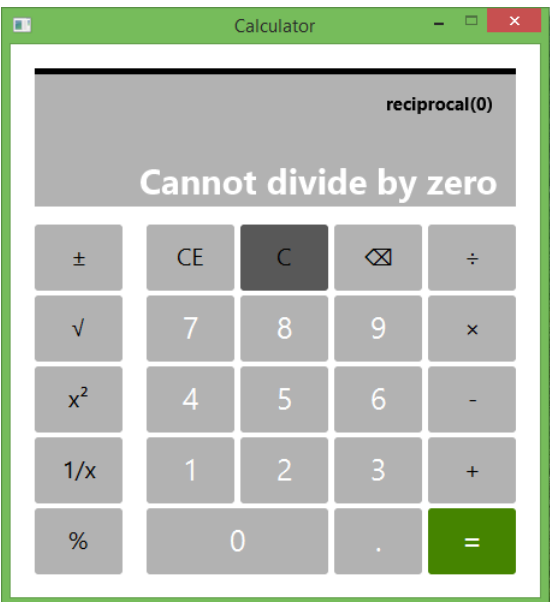 Calculator
reciprocal(0)
Cannot divide by zero
± CE C ⌫ ÷
√ 7 8 9 ×
x² 4 5 6 -
1/x 1 2 3 +
% 0 . =